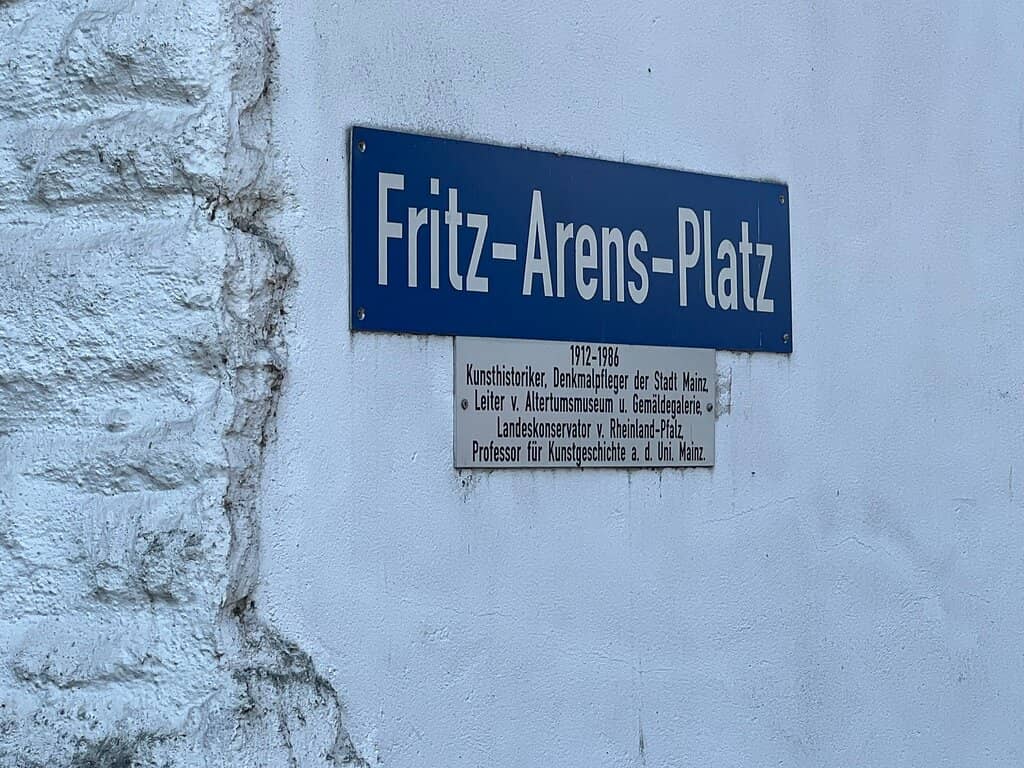 Fritz-Arens-Platz
1912-1986
Kunsthistoriker, Denkmalpfleger der Stadt Mainz,
Leiter v. Altertumsmuseum u. Gemäldegalerie,
Landeskonservator v. Rheinland-Pfalz,
Professor für Kunstgeschichte a. d. Uni. Mainz.